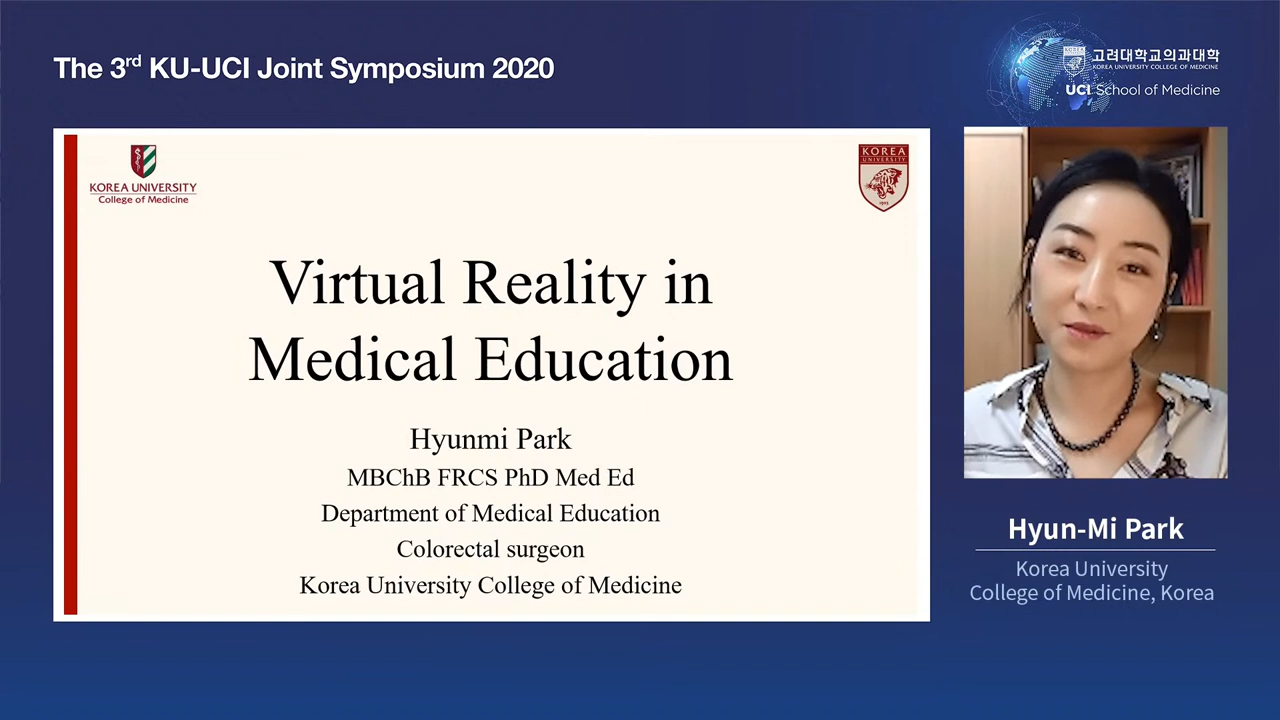 The 3rd KU-UCI Joint Symposium 2020
고려대학교의과대학
KOREA UNIVERSITY COLLEGE OF MEDICINE
UCI School of Medicine
KOREA UNIVERSITY
College of Medicine
KOREA
UNIVERSITY
1905
Virtual Reality in
Medical Education
Hyunmi Park
MBChB FRCS PhD Med Ed
Department of Medical Education
Colorectal surgeon
Korea University College of Medicine
Hyun-Mi Park
Korea University
College of Medicine, Korea